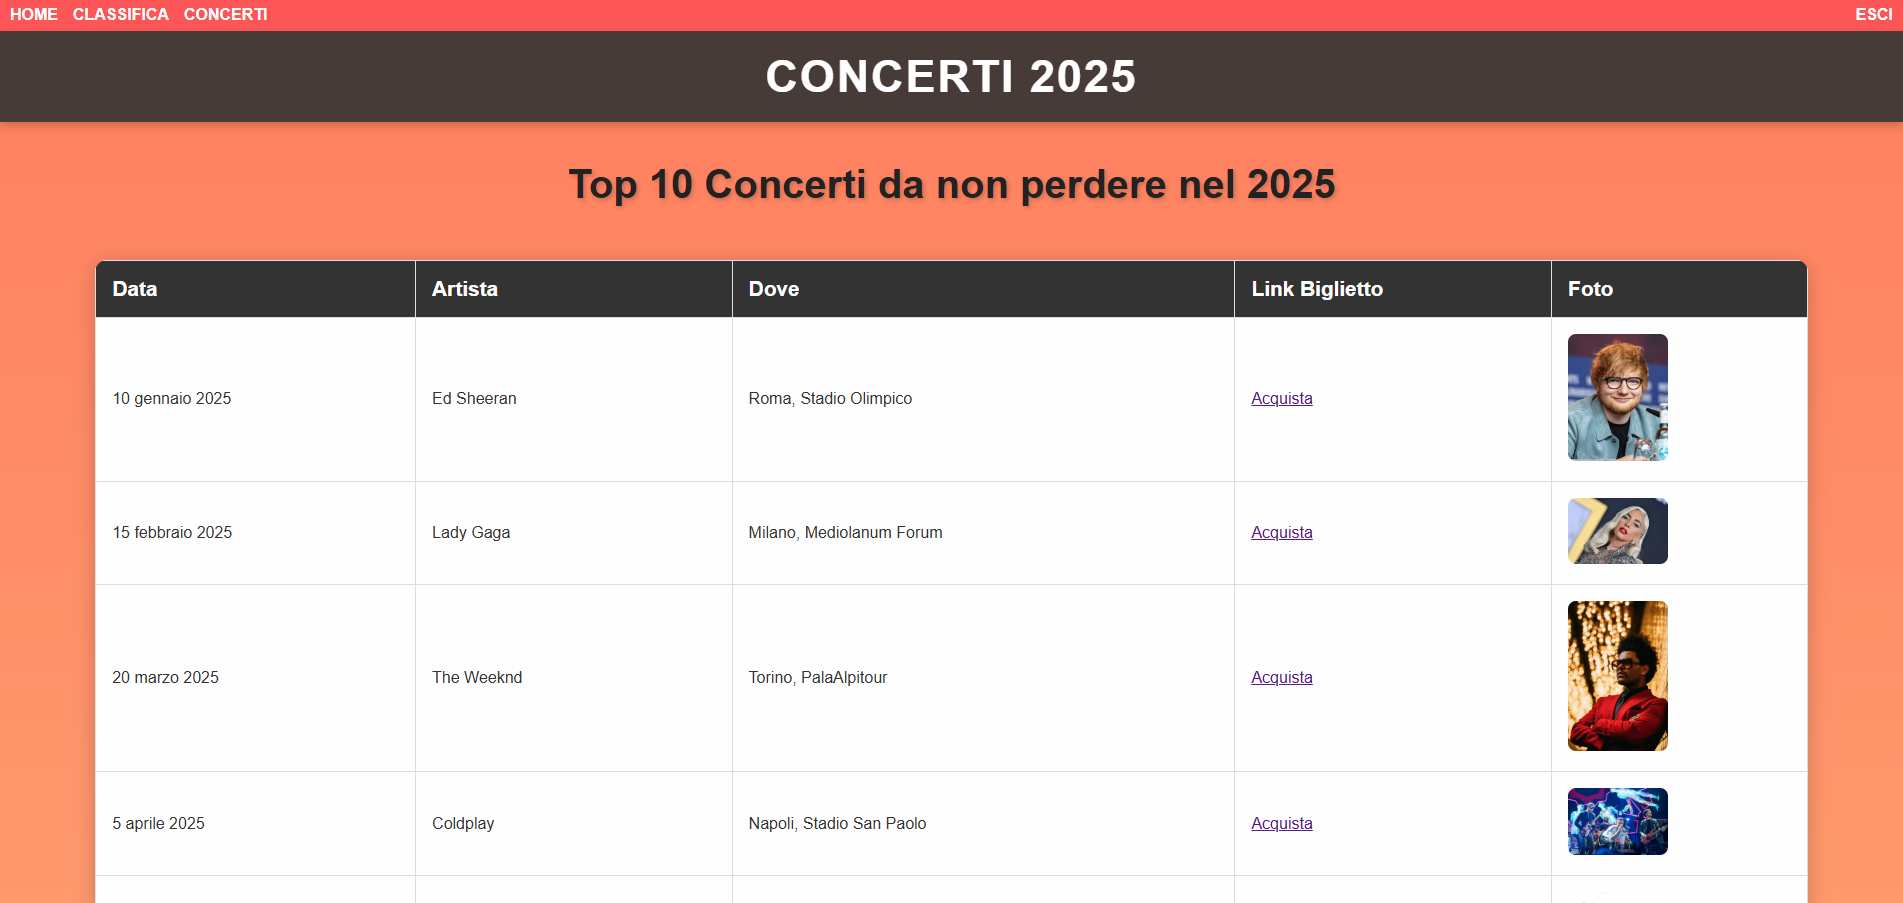 HOME CLASSIFICA CONCERTI ESCI
CONCERTI 2025
Top 10 Concerti da non perdere nel 2025
Data Artista Dove Link Biglietto Foto
10 gennaio 2025 Ed Sheeran Roma, Stadio Olimpico Acquista
15 febbraio 2025 Lady Gaga Milano, Mediolanum Forum Acquista
20 marzo 2025 The Weeknd Torino, PalaAlpitour Acquista
5 aprile 2025 Coldplay Napoli, Stadio San Paolo Acquista